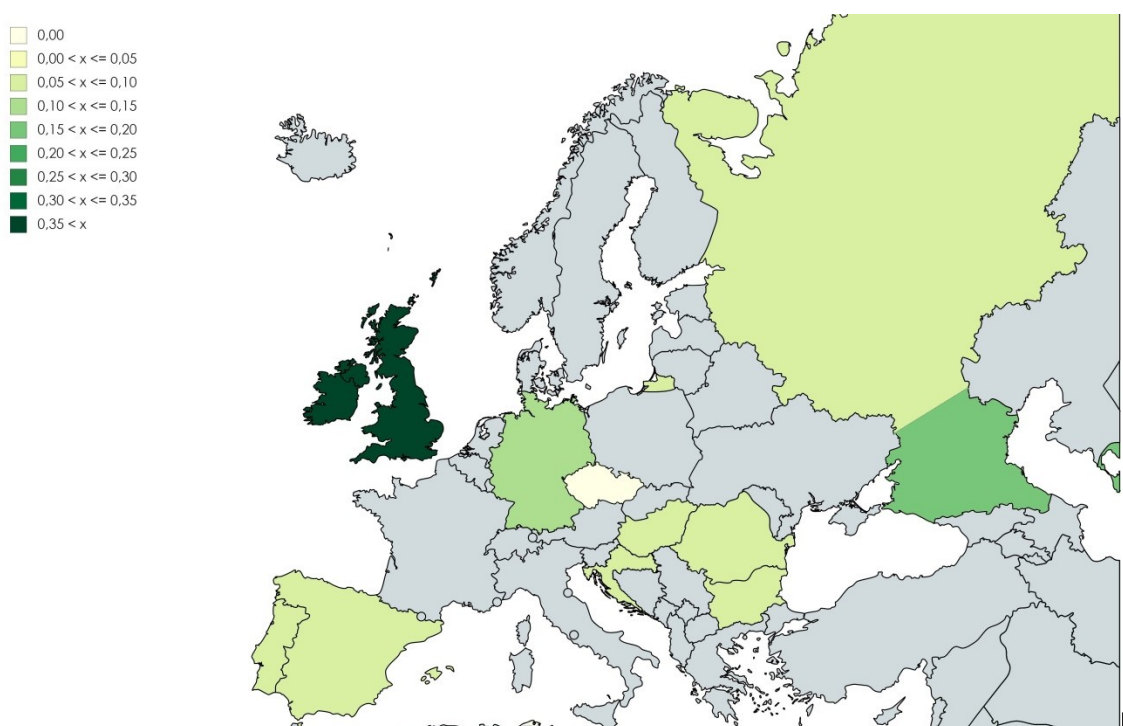 0,00
0,00 < x <= 0,05
0,05 < x <= 0,10
0,10 < x <= 0,15
0,15 < x <= 0,20
0,20 < x <= 0,25
0,25 < x <= 0,30
0,30 < x <= 0,35
0,35 < x